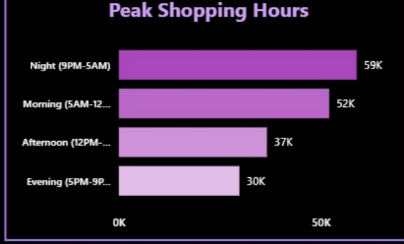 Peak Shopping Hours
Night (9PM-5AM) 59K
Morning (5AM-12... 52K
Afternoon (12PM-... 37K
Evening (5PM-9P... 30K
0K 50K